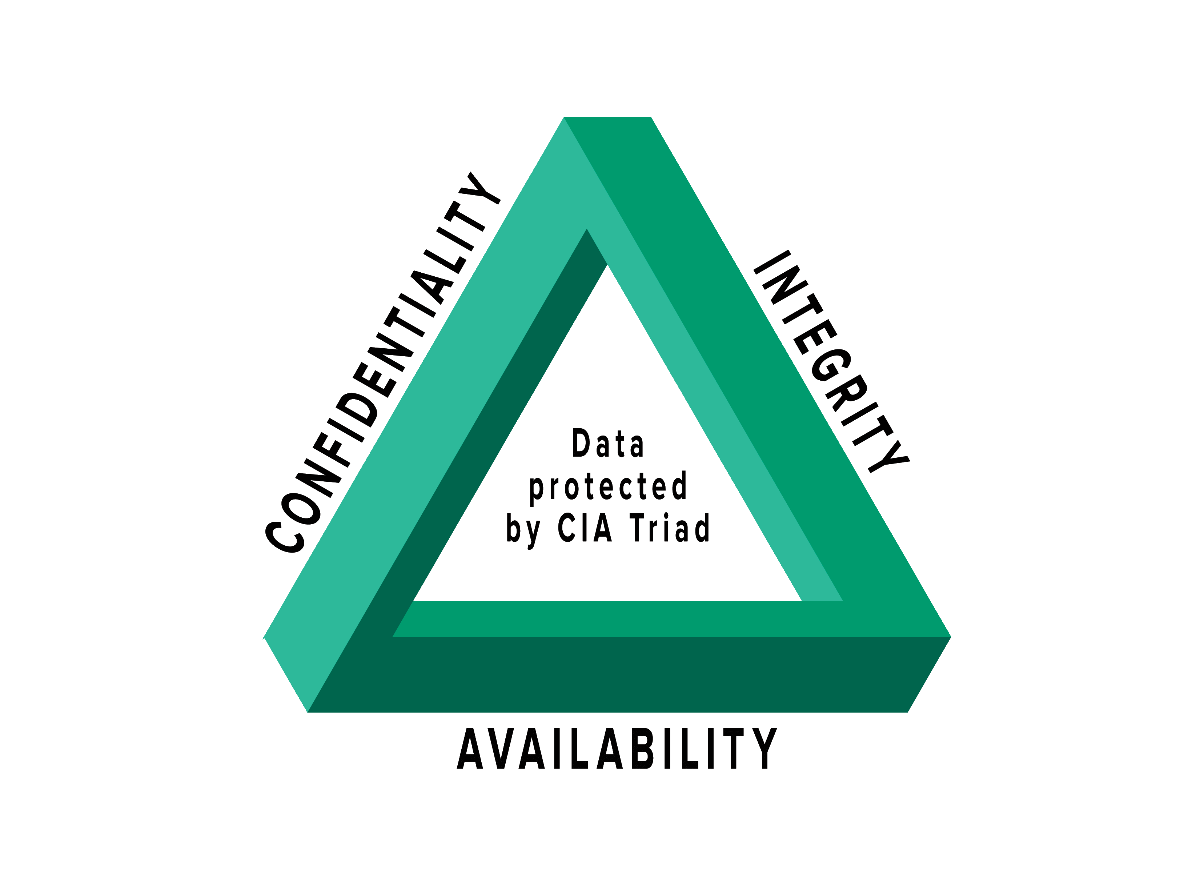 CONFIDENTIALITY
INTEGRITY
Data
protected
by CIA Triad
AVAILABILITY